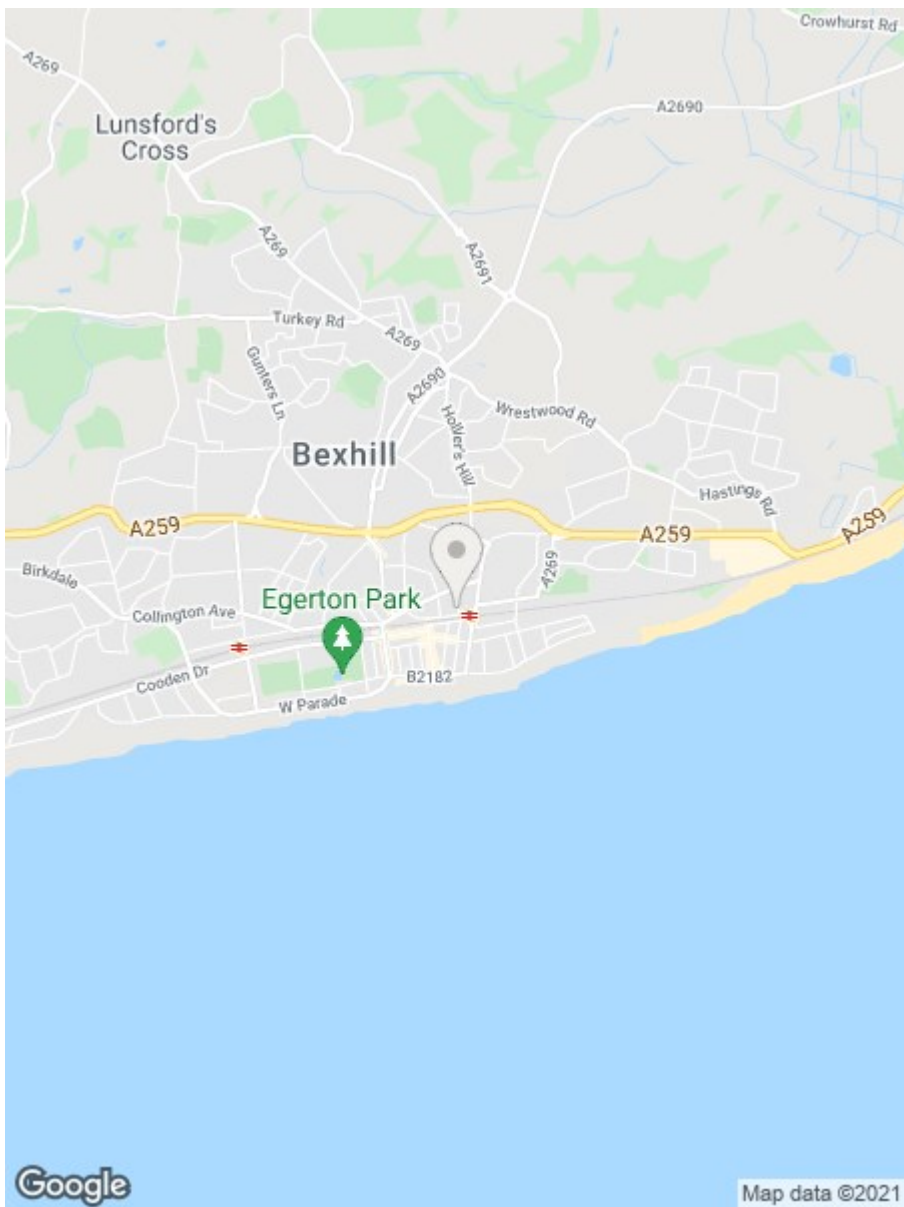 Crowhurst Rd
A269
A2690
Lunsford's
Cross
A269
A2691
Turkey Rd
A269
Gunters Ln
A2690
Wrestwood Rd
Holliers Hill
Bexhill
Hastings Rd
A259
A259
A259
Birkdale
A269
Egerton Park
Collington Ave
Cooden Dr
B2182
W Parade
Google
Map data ©2021